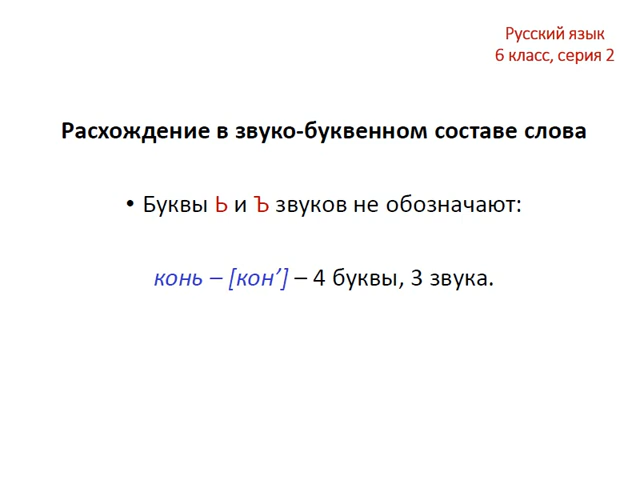 Русский язык
6 класс, серия 2
Расхождение в звуко-буквенном составе слова
• Буквы Ь и Ъ звуков не обозначают:
конь – [кон’] – 4 буквы, 3 звука.